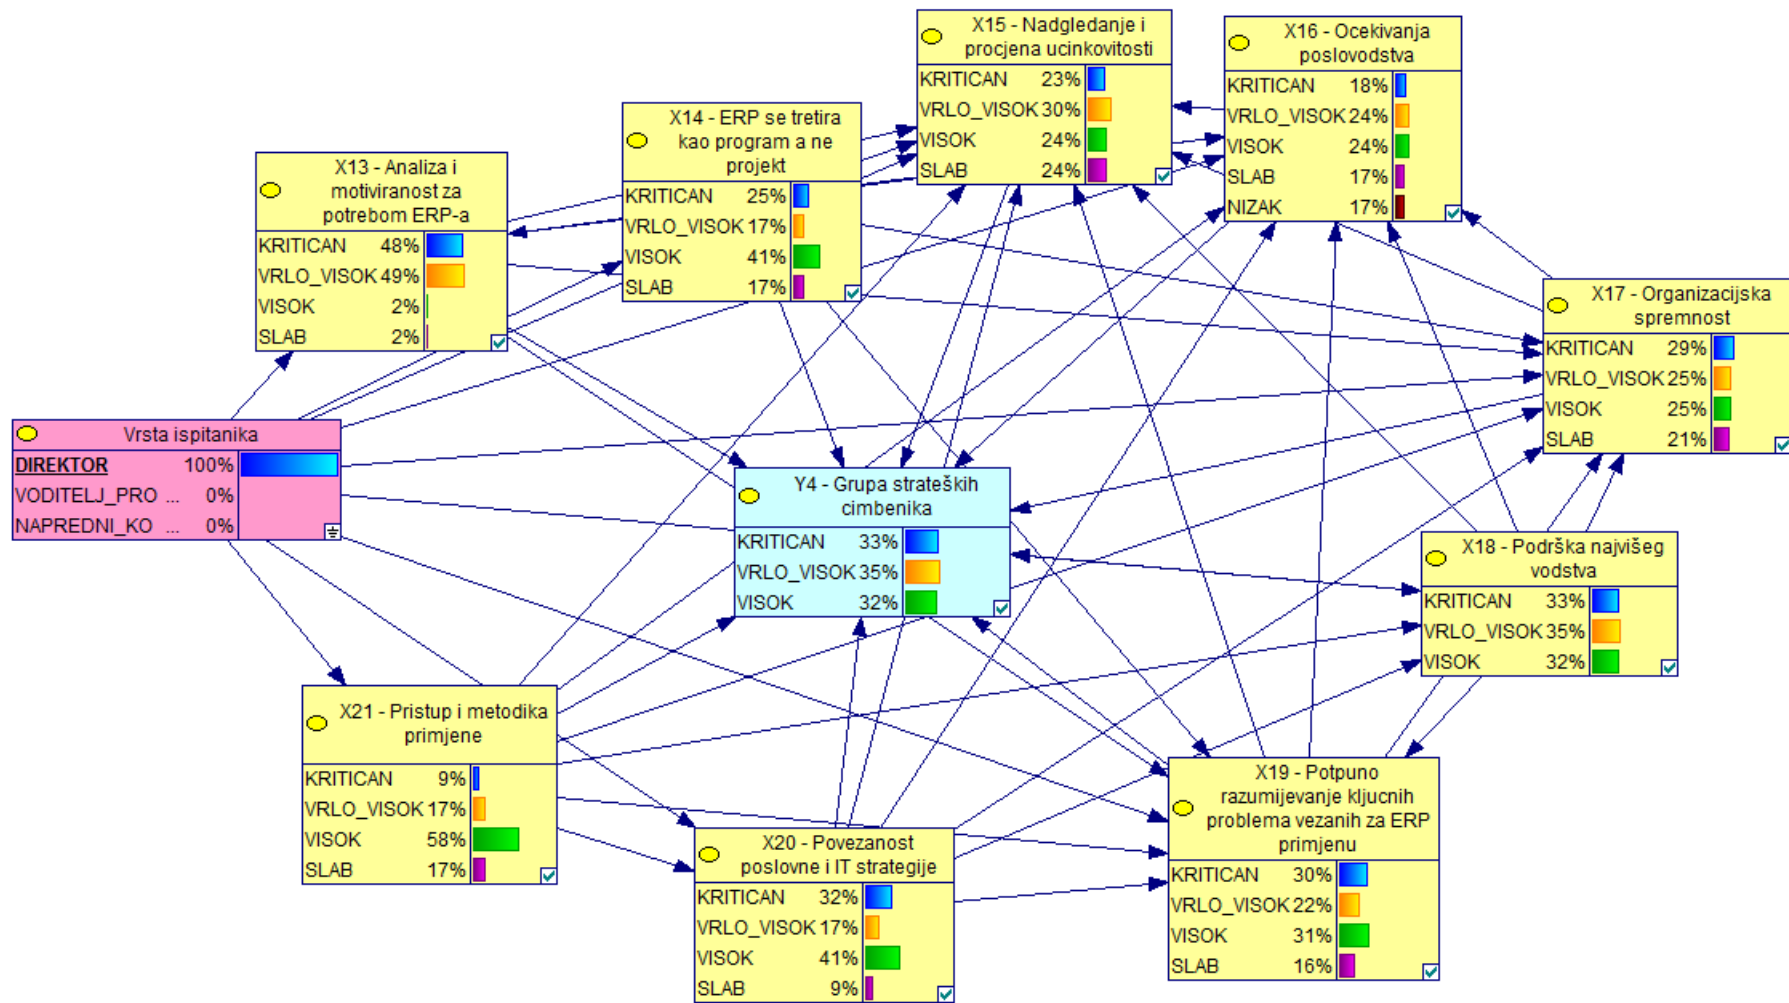 X15 - Nadgledanje i
procjena ucinkovitosti
KRITICAN 23%
VRLO_VISOK 30%
VISOK 24%
SLAB 24%
X16 - Ocekivanja
poslovodstva
KRITICAN 18%
VRLO_VISOK 24%
VISOK 24%
SLAB 17%
NIZAK 17%
X14 - ERP se tretira
kao program a ne
projekt
KRITICAN 25%
VRLO_VISOK 17%
VISOK 41%
SLAB 17%
X13 - Analiza i
motiviranost za
potrebom ERP-a
KRITICAN 48%
VRLO_VISOK 49%
VISOK 2%
SLAB 2%
X17 - Organizacijska
spremnost
KRITICAN 29%
VRLO_VISOK 25%
VISOK 25%
SLAB 21%
Vrsta ispitanika
DIREKTOR 100%
VODITELJ_PRO ... 0%
NAPREDNI_KO ... 0%
Y4 - Grupa strateških
cimbenika
KRITICAN 33%
VRLO_VISOK 35%
VISOK 32%
X18 - Podrška najvišeg
vodstva
KRITICAN 33%
VRLO_VISOK 35%
VISOK 32%
X21 - Pristup i metodika
primjene
KRITICAN 9%
VRLO_VISOK 17%
VISOK 58%
SLAB 17%
X20 - Povezanost
poslovne i IT strategije
KRITICAN 32%
VRLO_VISOK 17%
VISOK 41%
SLAB 9%
X19 - Potpuno
razumijevanje kljucnih
problema vezanih za ERP
primjenu
KRITICAN 30%
VRLO_VISOK 22%
VISOK 31%
SLAB 16%